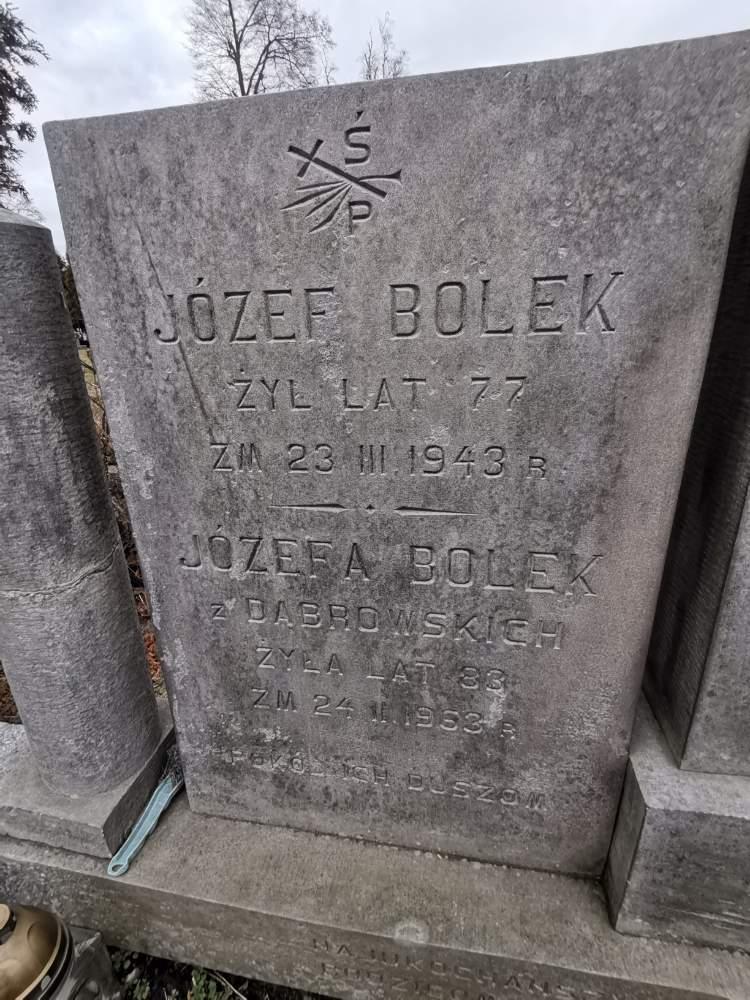 Ś
P
JÓZEF BOLEK
ŻYŁ LAT 77
ZM 23 III 1943 R
JÓZEFA BOLEK
z DĄBROWSKICH
ŻYŁA LAT 83
ZM 24 II 1953 R
POKÓJ ICH DUSZOM